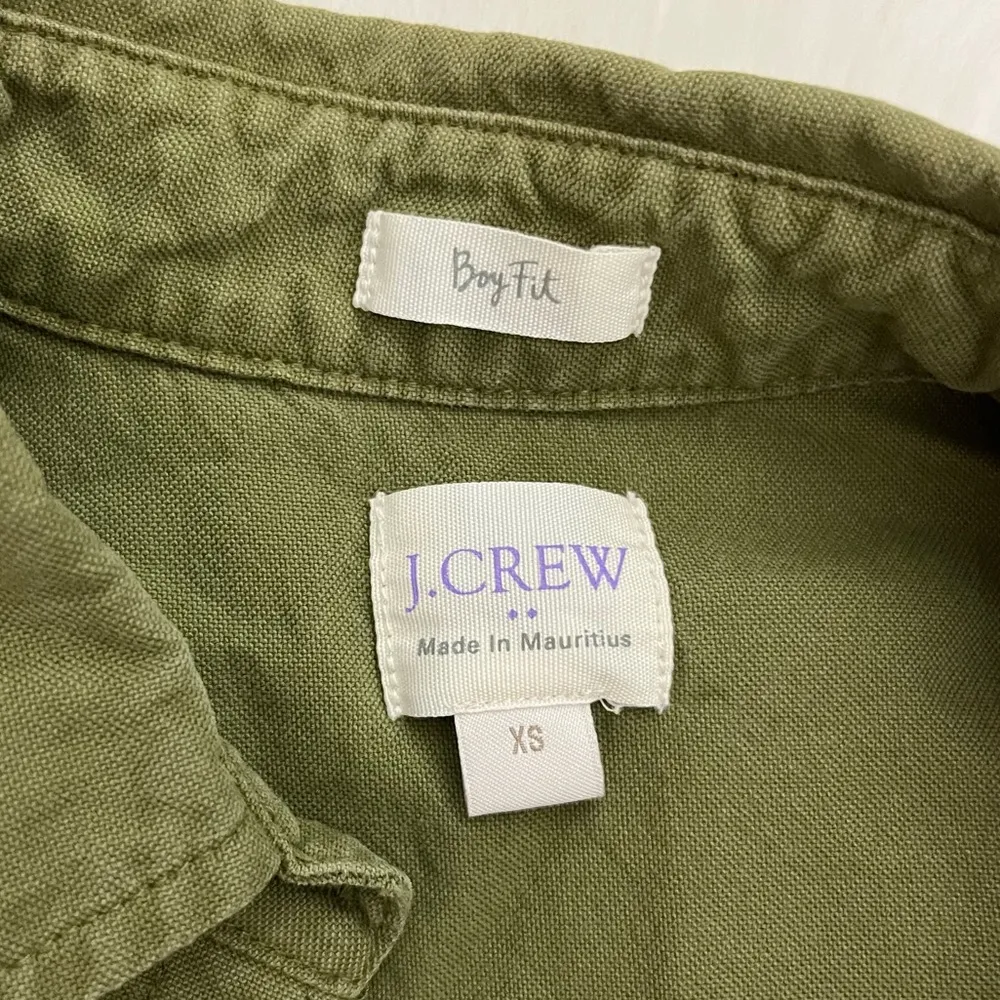 Boy Fit
J.CREW
Made In Mauritius
XS